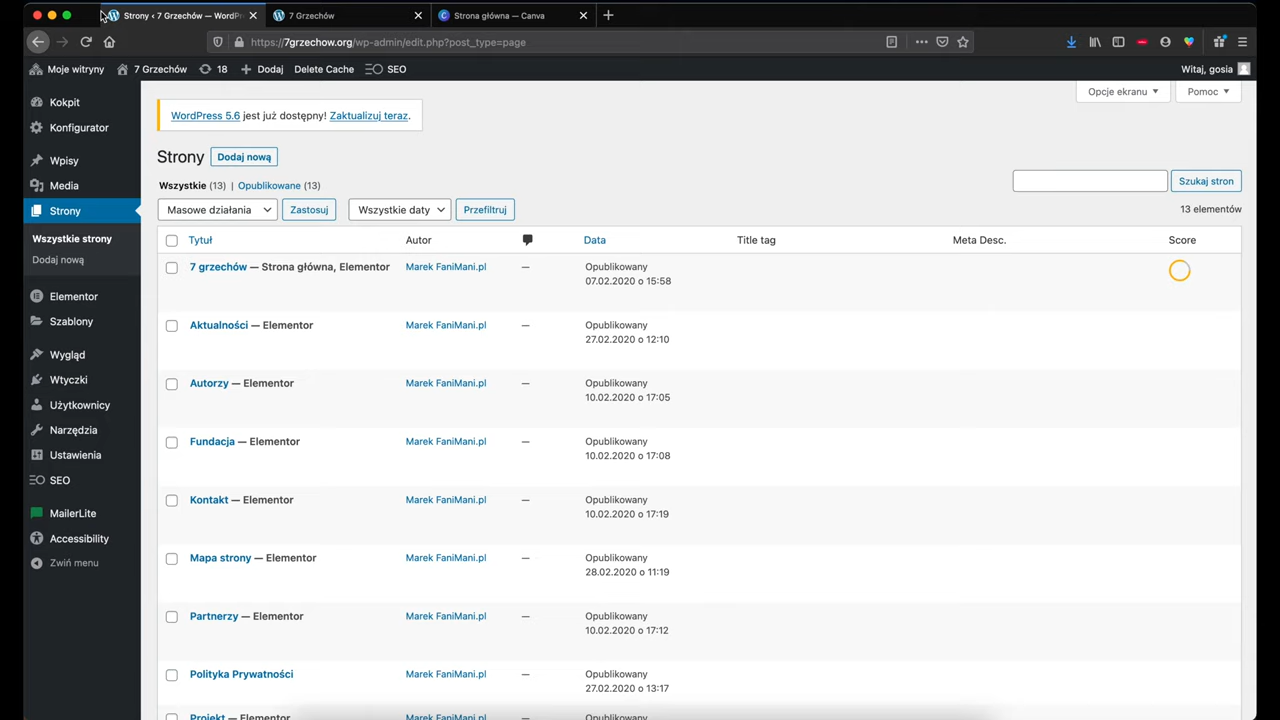 Strony ‹ 7 Grzechów — WordPr
7 Grzechów
Strona główna — Canva
https://7grzechow.org/wp-admin/edit.php?post_type=page
Moje witryny
7 Grzechów
18
Dodaj
Delete Cache
SEO
Witaj, gosia
Opcje ekranu
Pomoc
Kokpit
Konfigurator
Wpisy
Media
Strony
Wszystkie strony
Dodaj nową
Elementor
Szablony
Wygląd
Wtyczki
Użytkownicy
Narzędzia
Ustawienia
SEO
MailerLite
Accessibility
Zwiń menu
WordPress 5.6 jest już dostępny! Zaktualizuj teraz.
Strony Dodaj nową
Wszystkie (13) | Opublikowane (13)
Szukaj stron
Masowe działania Zastosuj Wszystkie daty Przefiltruj
13 elementów
Tytuł Autor Data Title tag Meta Desc. Score
7 grzechów — Strona główna, Elementor Marek FaniMani.pl — Opublikowany
07.02.2020 o 15:58
Aktualności — Elementor Marek FaniMani.pl — Opublikowany
27.02.2020 o 12:10
Autorzy — Elementor Marek FaniMani.pl — Opublikowany
10.02.2020 o 17:05
Fundacja — Elementor Marek FaniMani.pl — Opublikowany
10.02.2020 o 17:08
Kontakt — Elementor Marek FaniMani.pl — Opublikowany
10.02.2020 o 17:19
Mapa strony — Elementor Marek FaniMani.pl — Opublikowany
28.02.2020 o 11:19
Partnerzy — Elementor Marek FaniMani.pl — Opublikowany
10.02.2020 o 17:12
Polityka Prywatności Marek FaniMani.pl — Opublikowany
27.02.2020 o 13:17
Projekt — Elementor Marek FaniMani.pl — Opublikowany